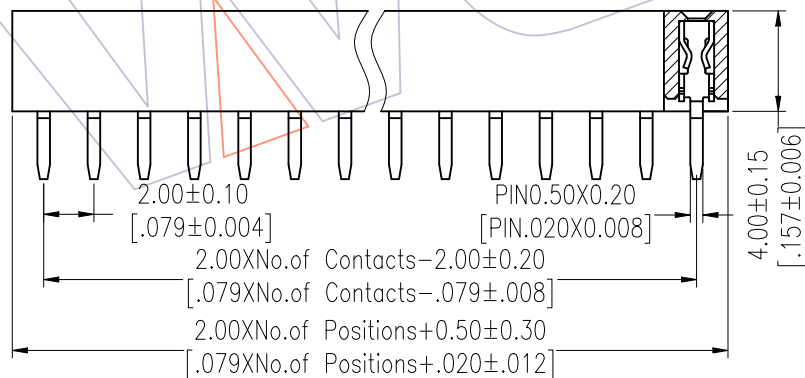 2.00±0.10
[.079±0.004]
PIN0.50X0.20
[PIN.020X0.008]
4.00±0.15
[.157±0.006]
2.00XNo.of Contacts-2.00±0.20
[.079XNo.of Contacts-.079±.008]
2.00XNo.of Positions+0.50±0.30
[.079XNo.of Positions+.020±.012]